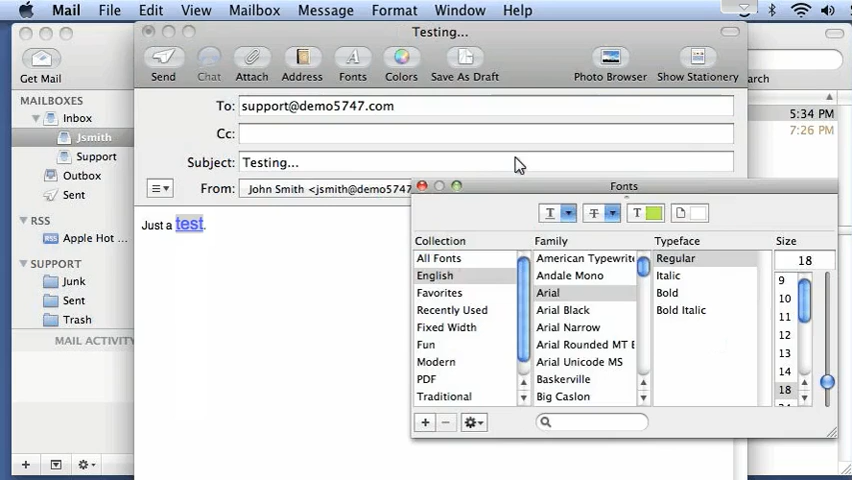 Mail File Edit View Mailbox Message Format Window Help
Testing...
Get Mail
Send Chat Attach Address Fonts Colors Save As Draft Photo Browser Show Stationery
arch
MAILBOXES
Inbox
Jsmith
Support
Outbox
Sent
RSS
Apple Hot ...
SUPPORT
Junk
Sent
Trash
MAIL ACTIVITY
To: support@demo5747.com
Cc:
Subject: Testing...
From: John Smith <jsmith@demo5747
Just a test.
5:34 PM
7:26 PM
Fonts
T T T
Collection Family Typeface Size
18
All Fonts
English
Favorites
Recently Used
Fixed Width
Fun
Modern
PDF
Traditional
American Typewrite
Andale Mono
Arial
Arial Black
Arial Narrow
Arial Rounded MT B
Arial Unicode MS
Baskerville
Big Caslon
Regular
Italic
Bold
Bold Italic
9
10
11
12
13
14
18